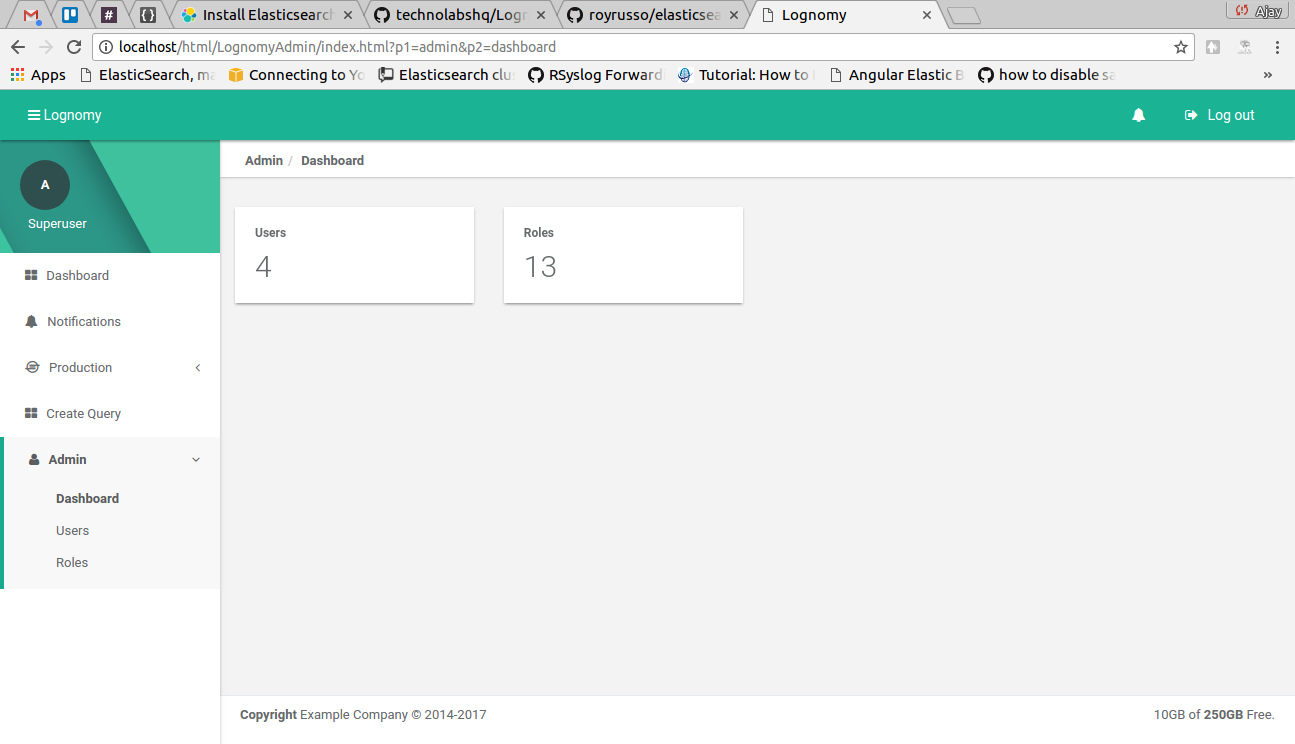 Install Elasticsearch technolabshq/Logn royrusso/elasticsea Lognomy Ajay
localhost/html/LognomyAdmin/index.html?p1=admin&p2=dashboard
Apps ElasticSearch, ma Connecting to Yo Elasticsearch clus RSyslog Forward Tutorial: How to Angular Elastic B how to disable sa »
Lognomy Log out
Admin / Dashboard
A
Superuser
Users
4
Roles
13
Dashboard
Notifications
Production
Create Query
Admin
Dashboard
Users
Roles
Copyright Example Company © 2014-2017
10GB of 250GB Free.